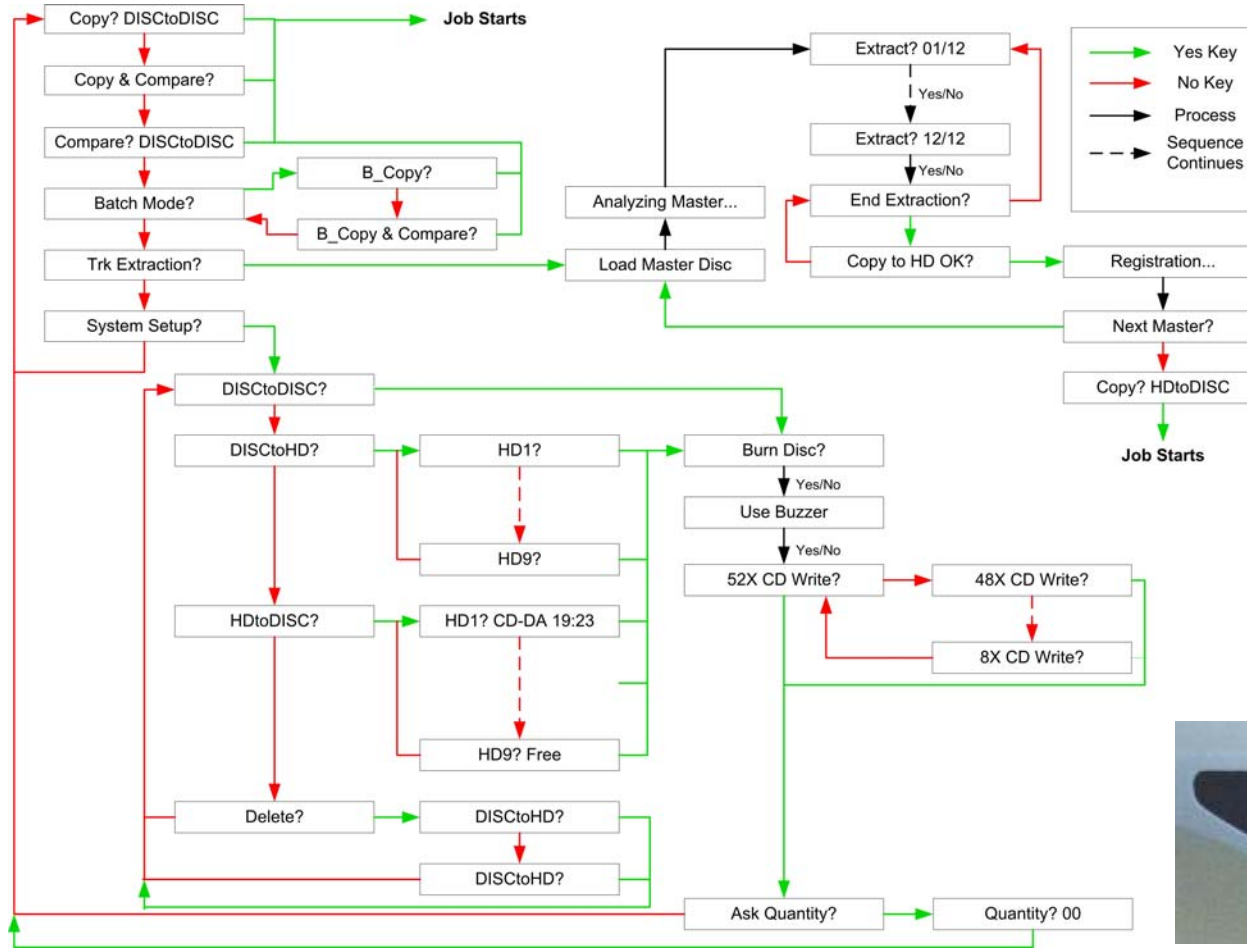 Copy? DISCtoDISC
Job Starts
Copy & Compare?
Compare? DISCtoDISC
Batch Mode?
B_Copy?
B_Copy & Compare?
Trk Extraction?
System Setup?
Load Master Disc
Analyzing Master...
Extract? 01/12
Yes/No
Extract? 12/12
Yes/No
End Extraction?
Copy to HD OK?
Registration...
Next Master?
Copy? HDtoDISC
Job Starts
Yes Key
No Key
Process
Sequence
Continues
DISCtoDISC?
DISCtoHD?
HD1?
HD9?
HDtoDISC?
HD1? CD-DA 19:23
HD9? Free
Delete?
DISCtoHD?
DISCtoHD?
Burn Disc?
Yes/No
Use Buzzer
Yes/No
52X CD Write?
48X CD Write?
8X CD Write?
Ask Quantity?
Quantity? 00